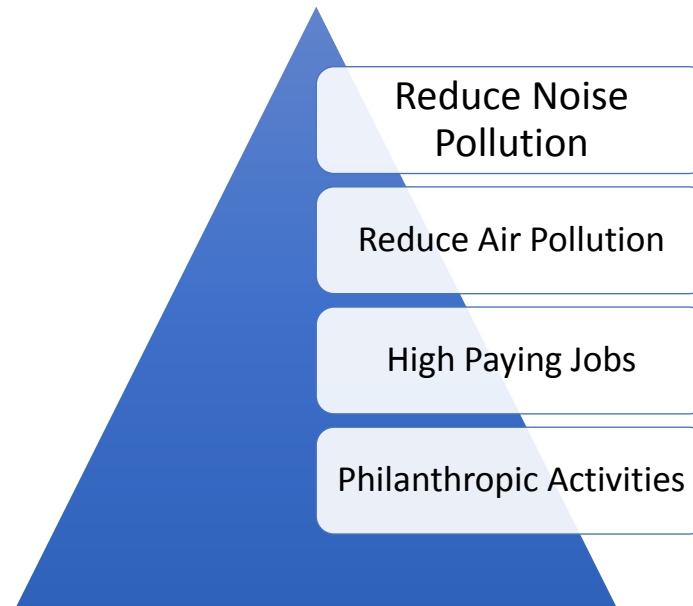 Reduce Noise
Pollution
Reduce Air Pollution
High Paying Jobs
Philanthropic Activities